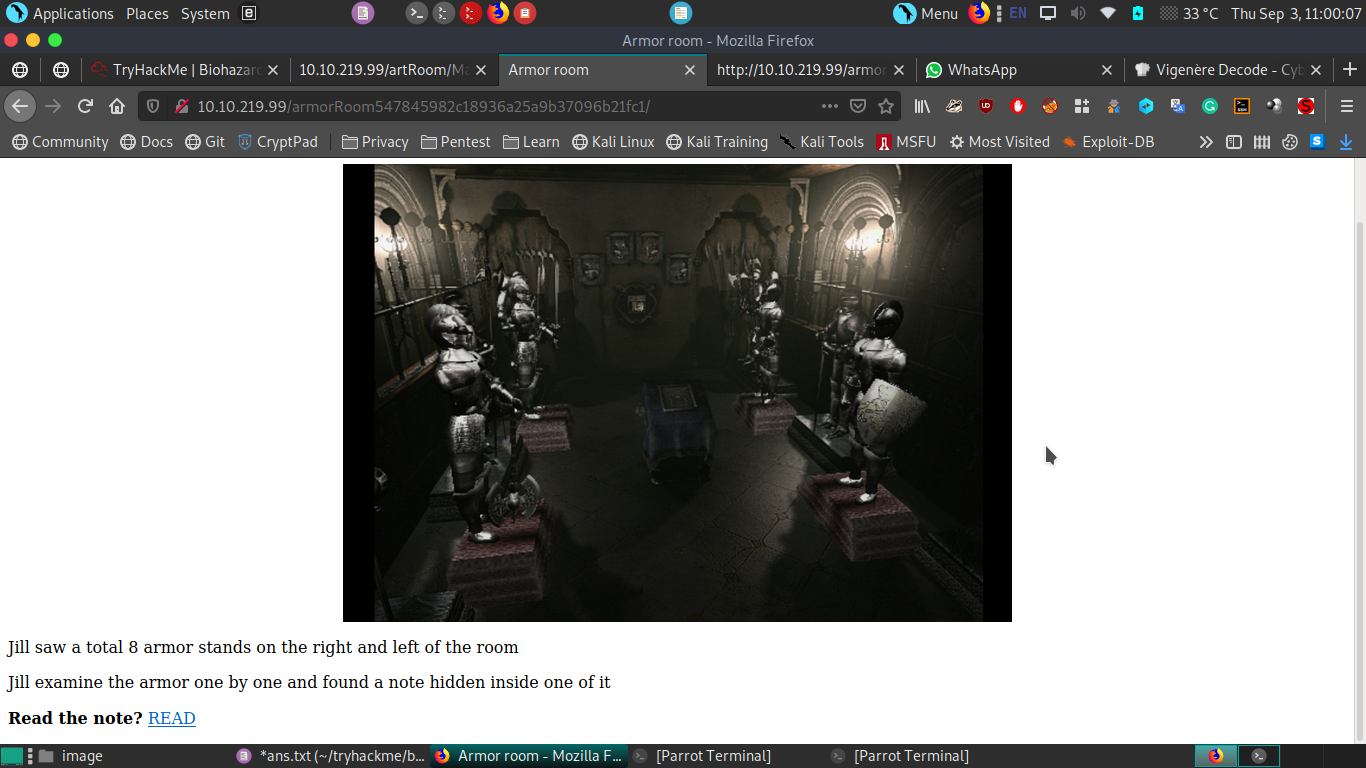 Applications Places System
Menu EN 33 °C Thu Sep 3, 11:00:07
Armor room - Mozilla Firefox
TryHackMe | Biohazard 10.10.219.99/artRoom/Ma Armor room http://10.10.219.99/armor WhatsApp Vigenère Decode - Cyb
10.10.219.99/armorRoom547845982c18936a25a9b37096b21fc1/
Community Docs Git CryptPad Privacy Pentest Learn Kali Linux Kali Training Kali Tools MSFU Most Visited Exploit-DB
Jill saw a total 8 armor stands on the right and left of the room
Jill examine the armor one by one and found a note hidden inside one of it
Read the note? READ
image *ans.txt (~/tryhackme/b... Armor room - Mozilla F... [Parrot Terminal] [Parrot Terminal]